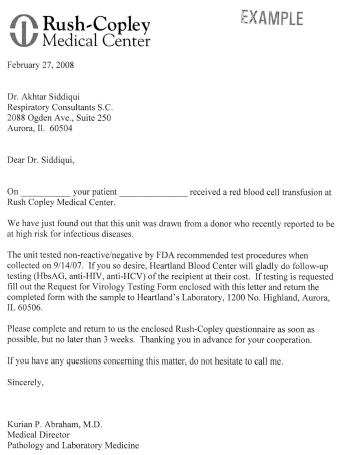 Rush-Copley
Medical Center
EXAMPLE
February 27, 2008
Dr. Akhtar Siddiqui
Respiratory Consultants S.C.
2088 Ogden Ave., Suite 250
Aurora, Il. 60504
Dear Dr. Siddiqui,
On ____________ your patient ________________ received a red blood cell transfusion at
Rush Copley Medical Center.
We have just found out that this unit was drawn from a donor who recently reported to be
at high risk for infectious diseases.
The unit tested non-reactive/negative by FDA recommended test procedures when
collected on 9/14/07. If you so desire, Heartland Blood Center will gladly do follow-up
testing (HbsAG, anti-HIV, anti-HCV) of the recipient at their cost. If testing is requested
fill out the Request for Virology Testing Form enclosed with this letter and return the
completed form with the sample to Heartland's Laboratory, 1200 No. Highland, Aurora,
IL 60506.
Please complete and return to us the enclosed Rush-Copley questionnaire as soon as
possible, but no later than 3 weeks. Thanking you in advance for your cooperation.
If you have any questions concerning this matter, do not hesitate to call me.
Sincerely,
Kurian P. Abraham, M.D.
Medical Director
Pathology and Laboratory Medicine